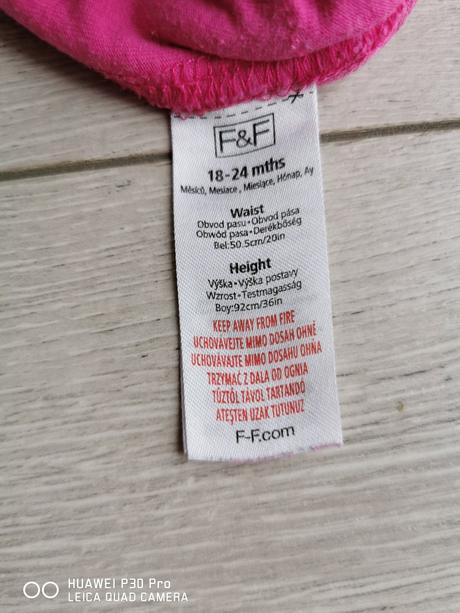 F&F
18-24 mths
Měsíců, Mesiace, Miesiące, Hónap, Ay
Waist
Obvod pasu•Obvod pása
Obwód pasa•Derékbőség
Bel:50.5cm/20in
Height
Výška•Výška postavy
Wzrost•Testmagasság
Boy:92cm/36in
KEEP AWAY FROM FIRE
UCHOVÁVEJTE MIMO DOSAH OHNĚ
UCHOVÁVAJTE MIMO DOSAHU OHŇA
TRZYMAĆ Z DALA OD OGNIA
TŰZTŐL TÁVOL TARTANDÓ
ATEŞTEN UZAK TUTUNUZ
F-F.com
HUAWEI P30 Pro
LEICA QUAD CAMERA